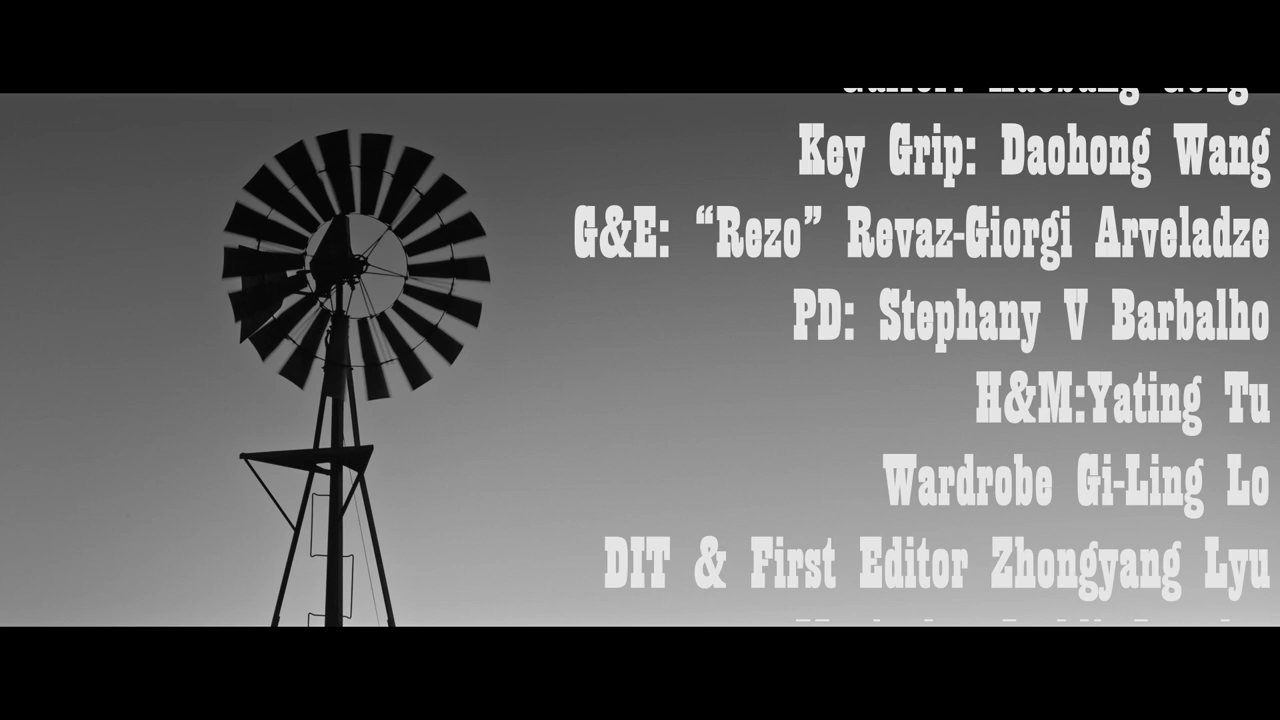 Key Grip: Daohong Wang
G&E: “Rezo” Revaz-Giorgi Arveladze
PD: Stephany V Barbalho
H&M:Yating Tu
Wardrobe Gi-Ling Lo
DIT & First Editor Zhongyang Lyu